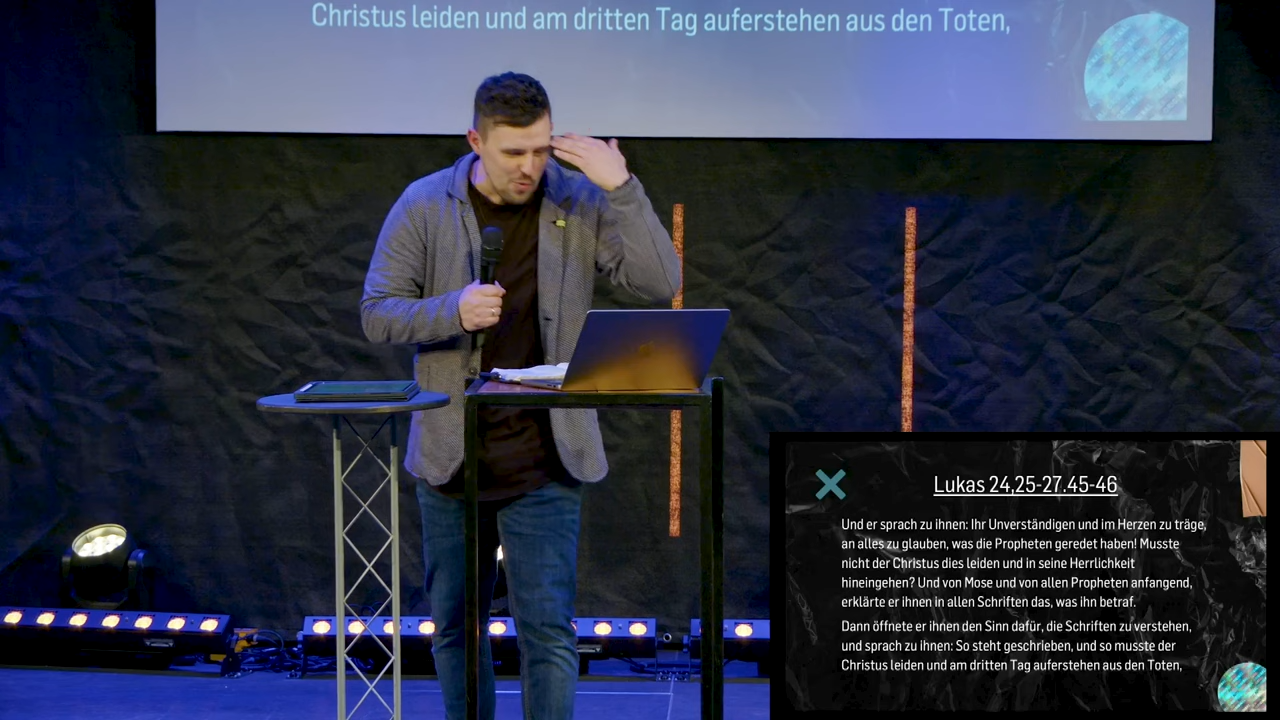 Christus leiden und am dritten Tag auferstehen aus den Toten,
Lukas 24,25-27.45-46
Und er sprach zu ihnen: Ihr Unverständigen und im Herzen zu träge,
an alles zu glauben, was die Propheten geredet haben! Musste
nicht der Christus dies leiden und in seine Herrlichkeit
hineingehen? Und von Mose und von allen Propheten anfangend,
erklärte er ihnen in allen Schriften das, was ihn betraf.
Dann öffnete er ihnen den Sinn dafür, die Schriften zu verstehen,
und sprach zu ihnen: So steht geschrieben, und so musste der
Christus leiden und am dritten Tag auferstehen aus den Toten,